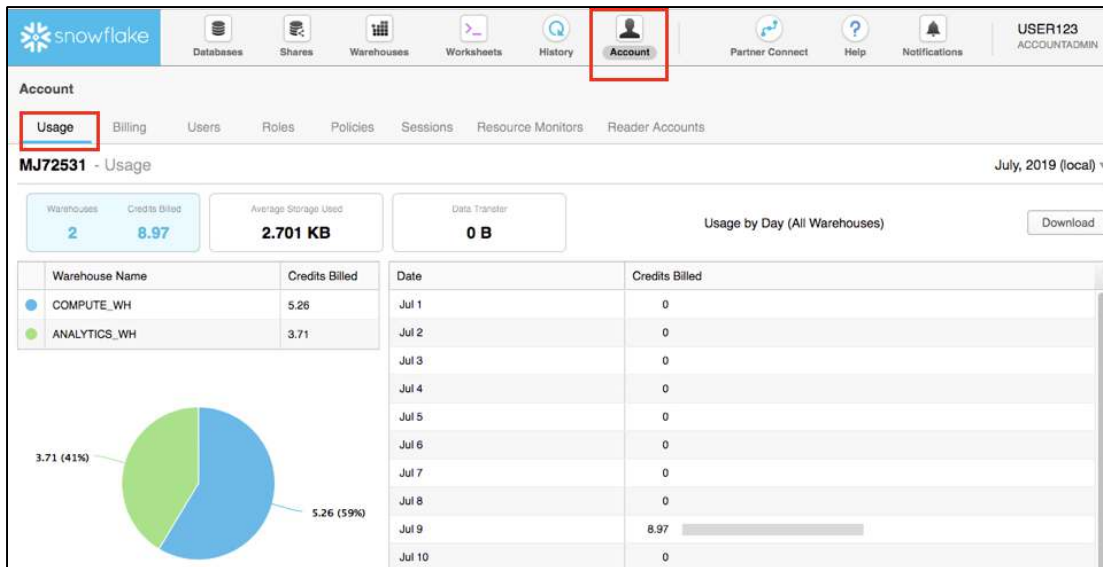 snowflake
Databases
Shares
Warehouses
Worksheets
History
Account
Partner Connect
Help
Notifications
USER123
ACCOUNTADMIN
Account
Usage Billing Users Roles Policies Sessions Resource Monitors Reader Accounts
MJ72531 - Usage
July, 2019 (local)
Warehouses Credits Billed
2 8.97
Average Storage Used
2.701 KB
Data Transfer
0 B
Usage by Day (All Warehouses)
Download
Warehouse Name Credits Billed
COMPUTE_WH 5.26
ANALYTICS_WH 3.71
3.71 (41%)
5.26 (59%)
Date Credits Billed
Jul 1 0
Jul 2 0
Jul 3 0
Jul 4 0
Jul 5 0
Jul 6 0
Jul 7 0
Jul 8 0
Jul 9 8.97
Jul 10 0